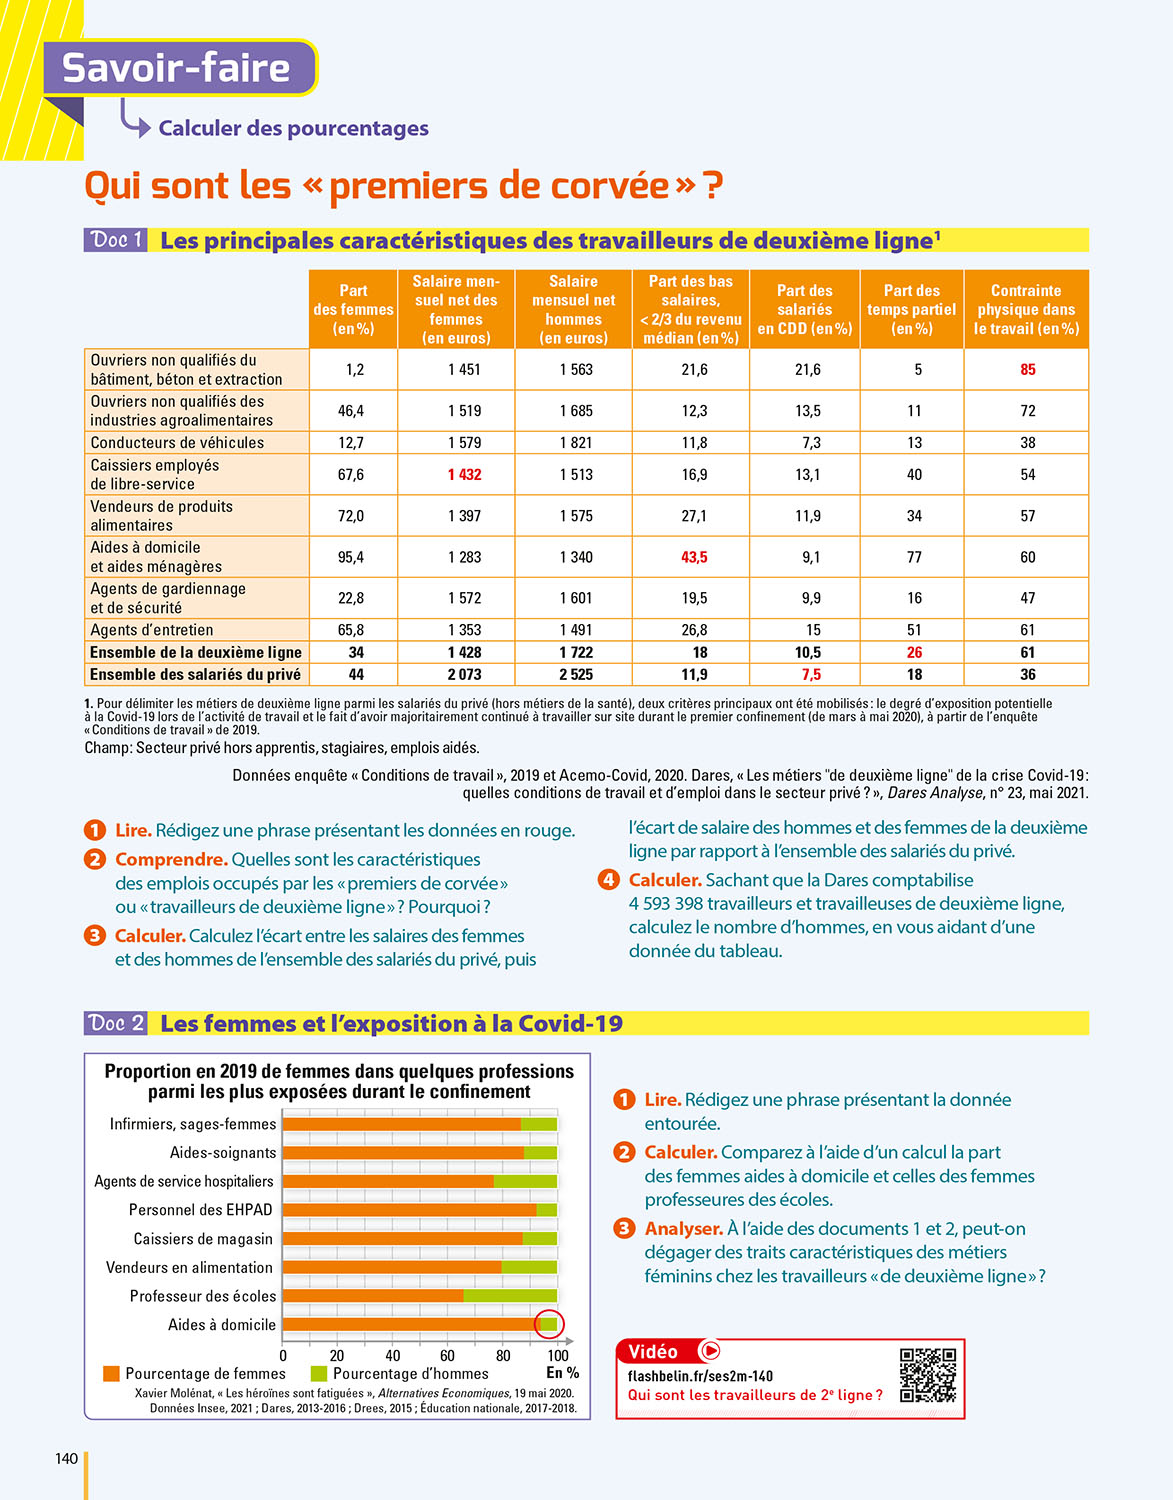 Savoir-faire
Calculer des pourcentages
Qui sont les « premiers de corvée » ?
Doc 1 Les principales caractéristiques des travailleurs de deuxième ligne¹
Part des femmes (en %) Salaire men- suel net des femmes (en euros) Salaire mensuel net hommes (en euros) Part des bas salaires, < 2/3 du revenu médian (en %) Part des salariés en CDD (en %) Part des temps partiel (en %) Contrainte physique dans le travail (en %)
Ouvriers non qualifiés du bâtiment, béton et extraction 1,2 1 451 1 563 21,6 21,6 5 85
Ouvriers non qualifiés des industries agroalimentaires 46,4 1 519 1 685 12,3 13,5 11 72
Conducteurs de véhicules 12,7 1 579 1 821 11,8 7,3 13 38
Caissiers employés de libre-service 67,6 1 432 1 513 16,9 13,1 40 54
Vendeurs de produits alimentaires 72,0 1 397 1 575 27,1 11,9 34 57
Aides à domicile et aides ménagères 95,4 1 283 1 340 43,5 9,1 77 60
Agents de gardiennage et de sécurité 22,8 1 572 1 601 19,5 9,9 16 47
Agents d'entretien 65,8 1 353 1 491 26,8 15 51 61
Ensemble de la deuxième ligne 34 1 428 1 722 18 10,5 26 61
Ensemble des salariés du privé 44 2 073 2 525 11,9 7,5 18 36
1. Pour délimiter les métiers de deuxième ligne parmi les salariés du privé (hors métiers de la santé), deux critères principaux ont été mobilisés : le degré d'exposition potentielle
à la Covid-19 lors de l'activité de travail et le fait d'avoir majoritairement continué à travailler sur site durant le premier confinement (de mars à mai 2020), à partir de l'enquête
« Conditions de travail » de 2019.
Champ: Secteur privé hors apprentis, stagiaires, emplois aidés.
Données enquête « Conditions de travail », 2019 et Acemo-Covid, 2020. Dares, « Les métiers "de deuxième ligne" de la crise Covid-19 :
quelles conditions de travail et d'emploi dans le secteur privé ? », Dares Analyse, n° 23, mai 2021.
1 Lire. Rédigez une phrase présentant les données en rouge.
2 Comprendre. Quelles sont les caractéristiques
des emplois occupés par les « premiers de corvée »
ou « travailleurs de deuxième ligne » ? Pourquoi ?
3 Calculer. Calculez l'écart entre les salaires des femmes
et des hommes de l'ensemble des salariés du privé, puis
l'écart de salaire des hommes et des femmes de la deuxième
ligne par rapport à l'ensemble des salariés du privé.
4 Calculer. Sachant que la Dares comptabilise
4 593 398 travailleurs et travailleuses de deuxième ligne,
calculez le nombre d'hommes, en vous aidant d'une
donnée du tableau.
Doc 2 Les femmes et l'exposition à la Covid-19
Proportion en 2019 de femmes dans quelques professions
parmi les plus exposées durant le confinement
Infirmiers, sages-femmes
Aides-soignants
Agents de service hospitaliers
Personnel des EHPAD
Caissiers de magasin
Vendeurs en alimentation
Professeur des écoles
Aides à domicile
0 20 40 60 80 100
Pourcentage de femmes Pourcentage d'hommes En %
Xavier Molénat, « Les héroïnes sont fatiguées », Alternatives Economiques, 19 mai 2020.
Données Insee, 2021 ; Dares, 2013-2016 ; Drees, 2015 ; Éducation nationale, 2017-2018.
1 Lire. Rédigez une phrase présentant la donnée
entourée.
2 Calculer. Comparez à l'aide d'un calcul la part
des femmes aides à domicile et celles des femmes
professeures des écoles.
3 Analyser. À l'aide des documents 1 et 2, peut-on
dégager des traits caractéristiques des métiers
féminins chez les travailleurs « de deuxième ligne » ?
Vidéo
flashbelin.fr/ses2m-140
Qui sont les travailleurs de 2e ligne ?
140